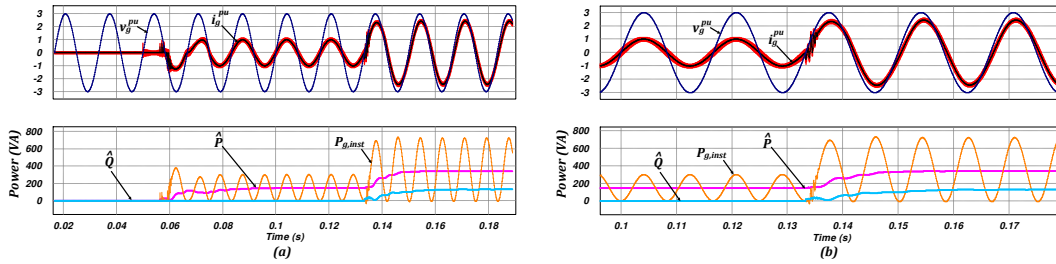 3
2
1
0
-1
-2
-3
v_g^pu
i_g^pu
Power (VA)
800
600
400
200
0
Q̂
P̂
P_g,inst
0.02 0.04 0.06 0.08 0.1 0.12 0.14 0.16 0.18
Time (s)
(a)
3
2
1
0
-1
-2
-3
v_g^pu
i_g^pu
Power (VA)
800
600
400
200
0
Q̂
P_g,inst
P̂
0.1 0.11 0.12 0.13 0.14 0.15 0.16 0.17
Time (s)
(b)